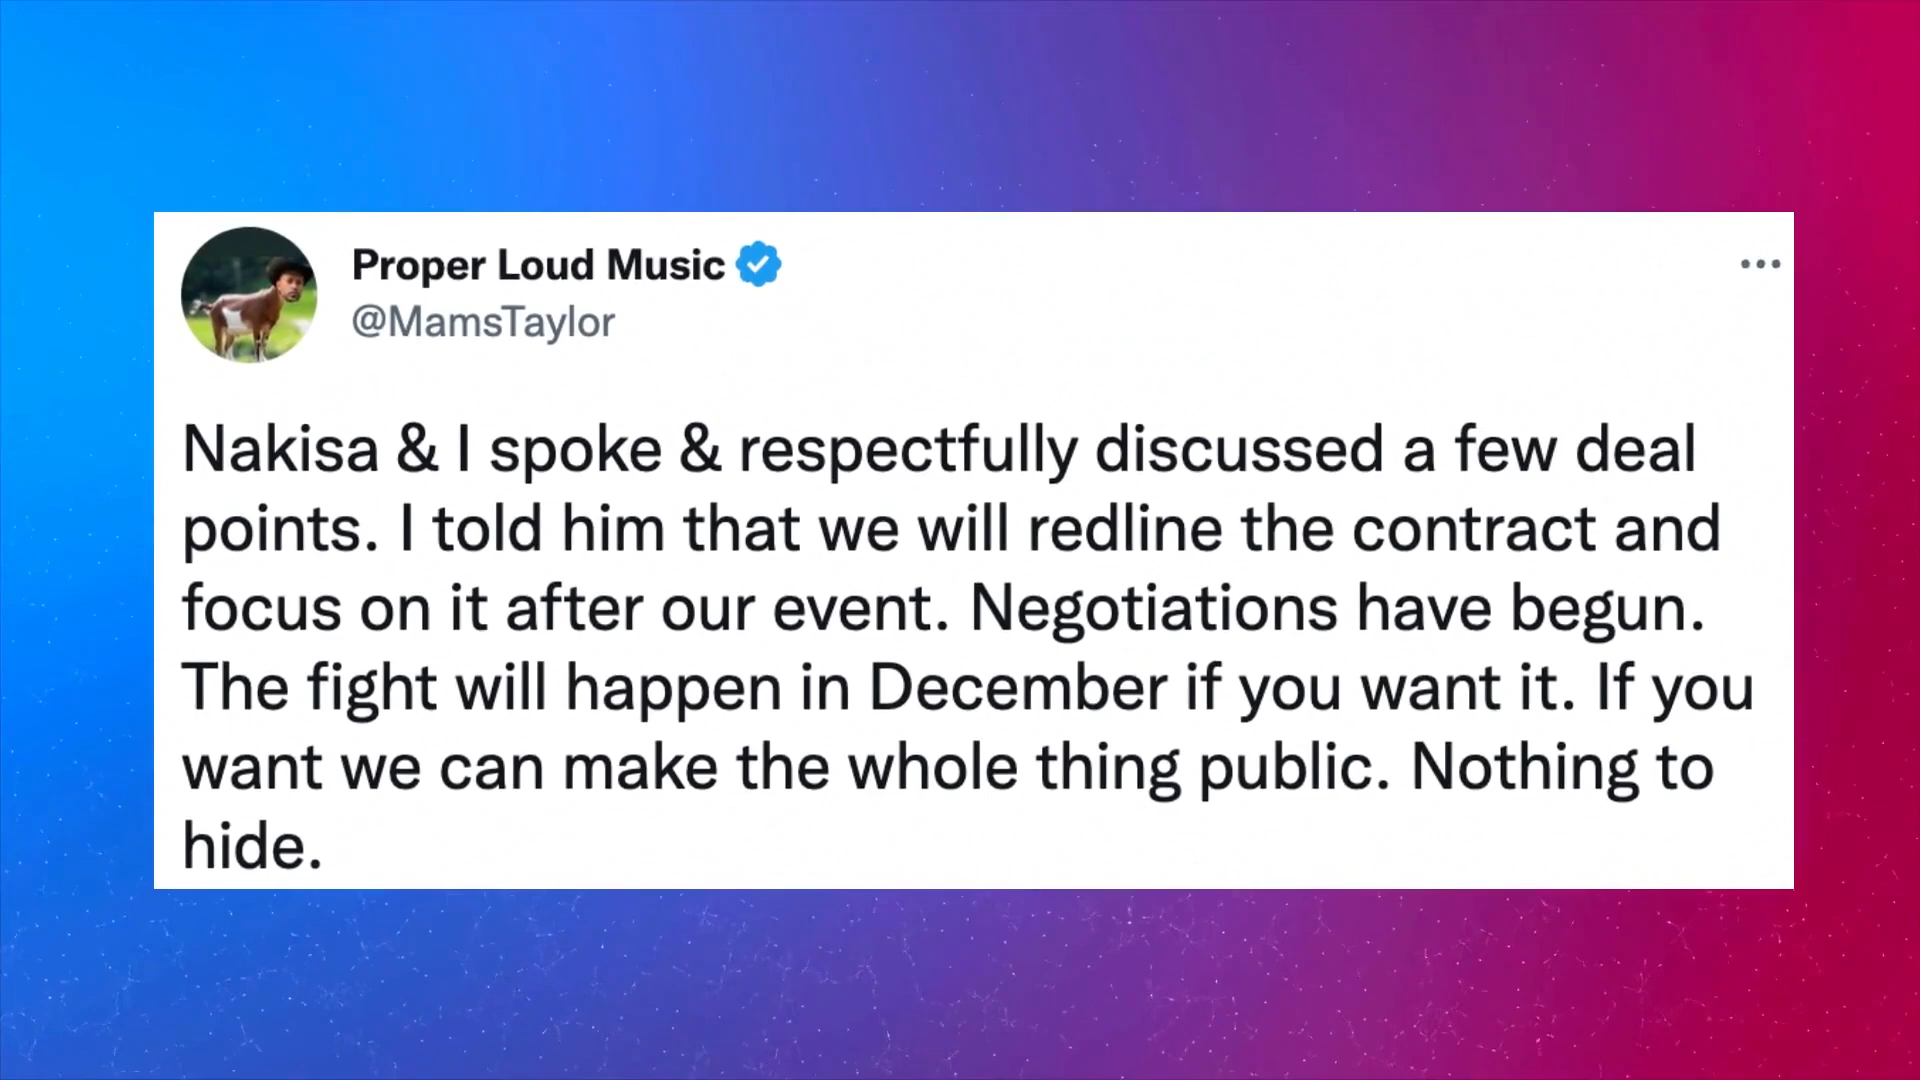 Proper Loud Music
@MamsTaylor
Nakisa & I spoke & respectfully discussed a few deal
points. I told him that we will redline the contract and
focus on it after our event. Negotiations have begun.
The fight will happen in December if you want it. If you
want we can make the whole thing public. Nothing to
hide.